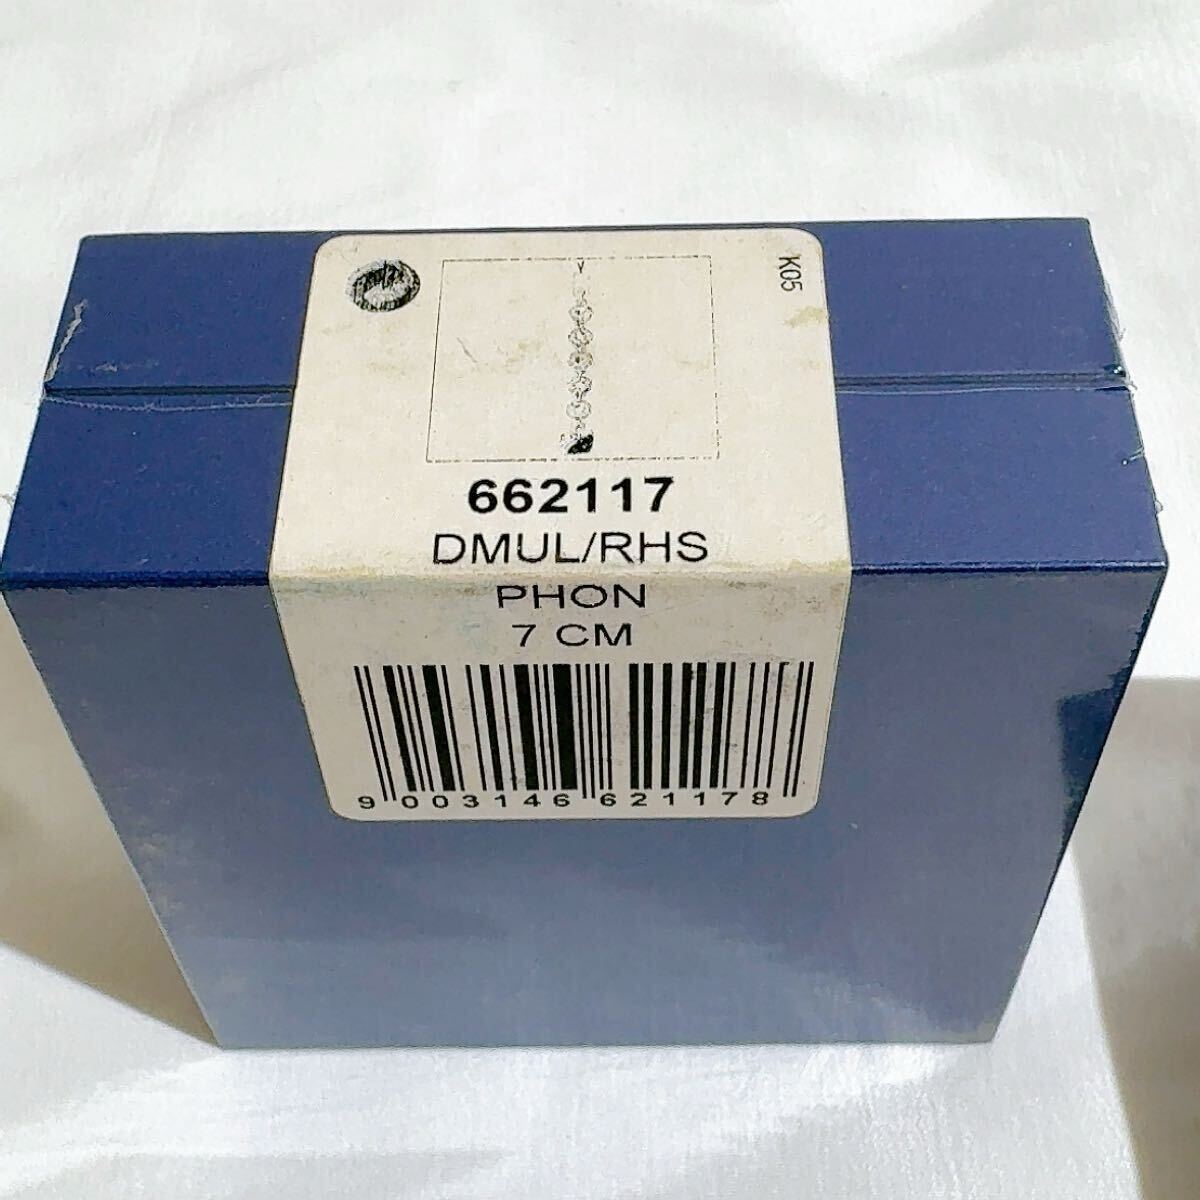 K05
662117
DMUL/RHS
PHON
7 CM
9 003146 621178